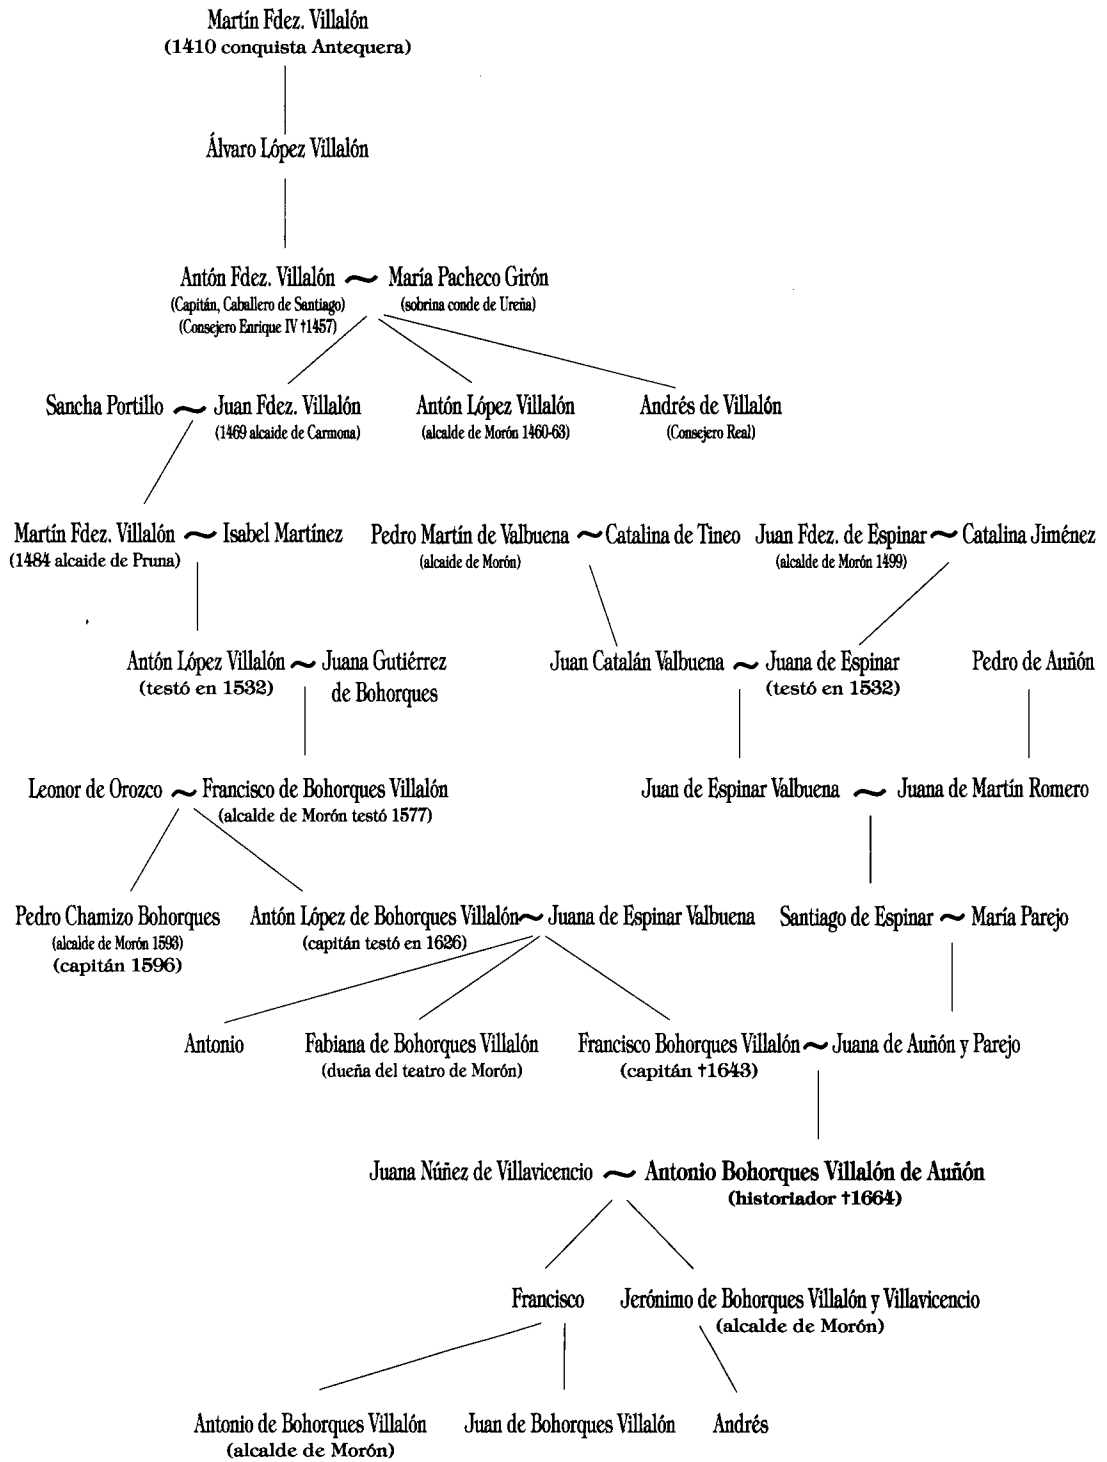 Martín Fdez. Villalón
(1410 conquista Antequera)
Álvaro López Villalón
Antón Fdez. Villalón ~ María Pacheco Girón
(Capitán, Caballero de Santiago) (sobrina conde de Ureña)
(Consejero Enrique IV †1457)
Sancha Portillo ~ Juan Fdez. Villalón Antón López Villalón Andrés de Villalón
(1469 alcaide de Carmona) (alcalde de Morón 1460-63) (Consejero Real)
Martín Fdez. Villalón ~ Isabel Martínez Pedro Martín de Valbuena ~ Catalina de Tineo Juan Fdez. de Espinar ~ Catalina Jiménez
(1484 alcaide de Pruna) (alcaide de Morón) (alcalde de Morón 1499)
Antón López Villalón ~ Juana Gutiérrez Juan Catalán Valbuena ~ Juana de Espinar Pedro de Auñón
(testó en 1532) de Bohorques (testó en 1532)
Leonor de Orozco ~ Francisco de Bohorques Villalón Juan de Espinar Valbuena ~ Juana de Martín Romero
(alcalde de Morón testó 1577)
Pedro Chamizo Bohorques Antón López de Bohorques Villalón ~ Juana de Espinar Valbuena Santiago de Espinar ~ María Parejo
(alcalde de Morón 1593) (capitán testó en 1626)
(capitán 1596)
Antonio Fabiana de Bohorques Villalón Francisco Bohorques Villalón ~ Juana de Auñón y Parejo
(dueña del teatro de Morón) (capitán †1643)
Juana Núñez de Villavicencio ~ Antonio Bohorques Villalón de Auñón
(historiador †1664)
Francisco Jerónimo de Bohorques Villalón y Villavicencio
(alcalde de Morón)
Antonio de Bohorques Villalón Juan de Bohorques Villalón Andrés
(alcalde de Morón)